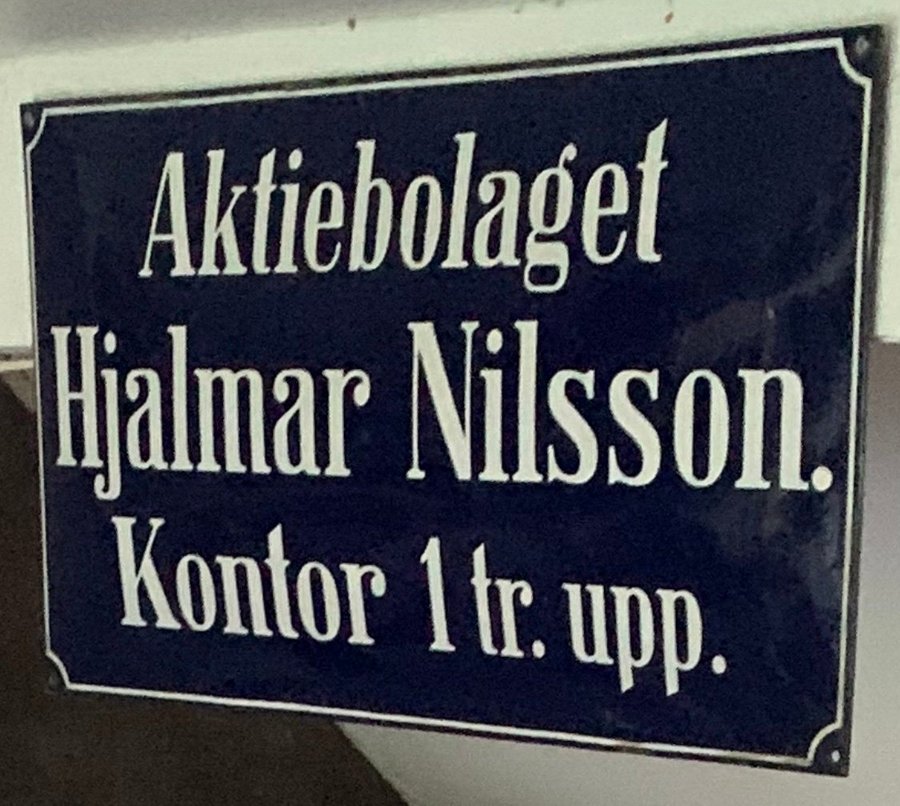 Aktiebolaget
Hjalmar Nilsson.
Kontor 1 tr. upp.